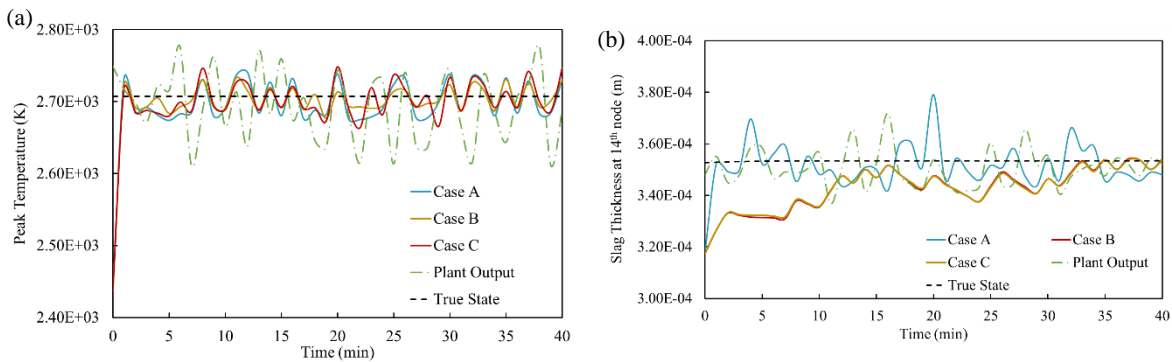 (a)
Peak Temperature (K)
2.80E+03
2.70E+03
2.60E+03
2.50E+03
2.40E+03
Case A
Case B
Case C
Plant Output
True State
0 5 10 15 20 25 30 35 40
Time (min)
(b)
Slag Thickness at 14th node (m)
4.00E-04
3.80E-04
3.60E-04
3.40E-04
3.20E-04
3.00E-04
Case A Case B
Case C Plant Output
True State
0 5 10 15 20 25 30 35 40
Time (min)